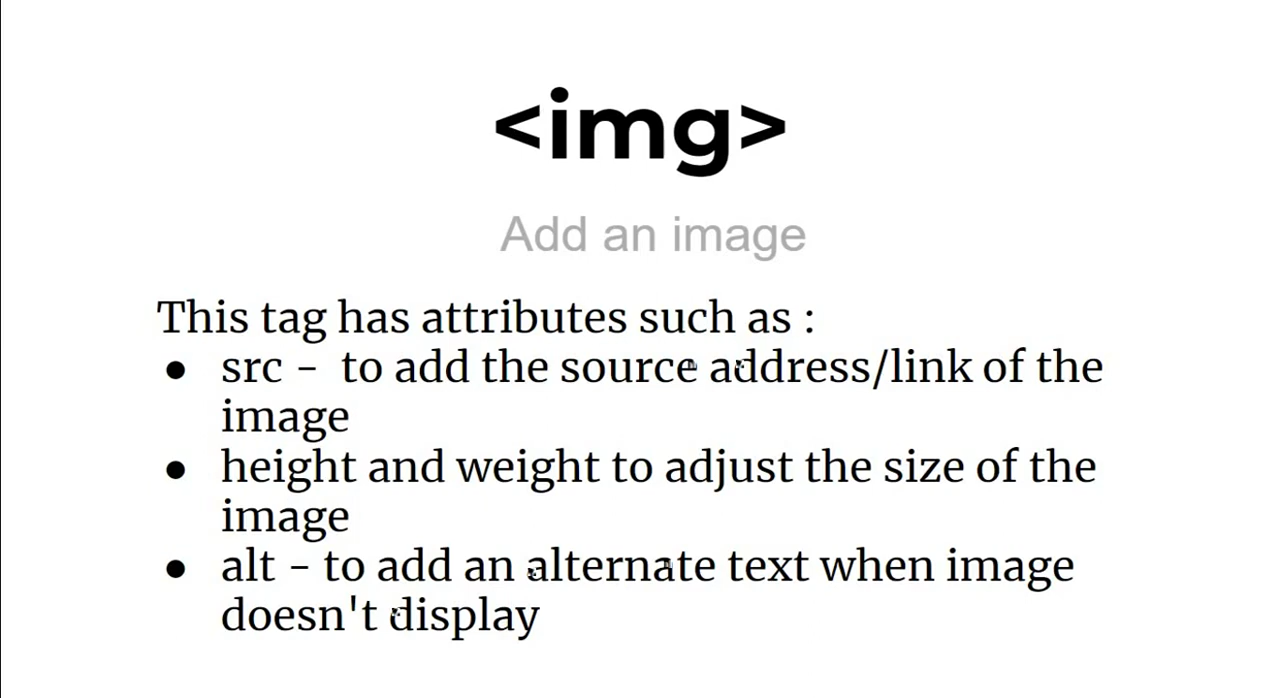 <img>
Add an image
This tag has attributes such as :
● src - to add the source address/link of the
image
● height and weight to adjust the size of the
image
● alt - to add an alternate text when image
doesn't display